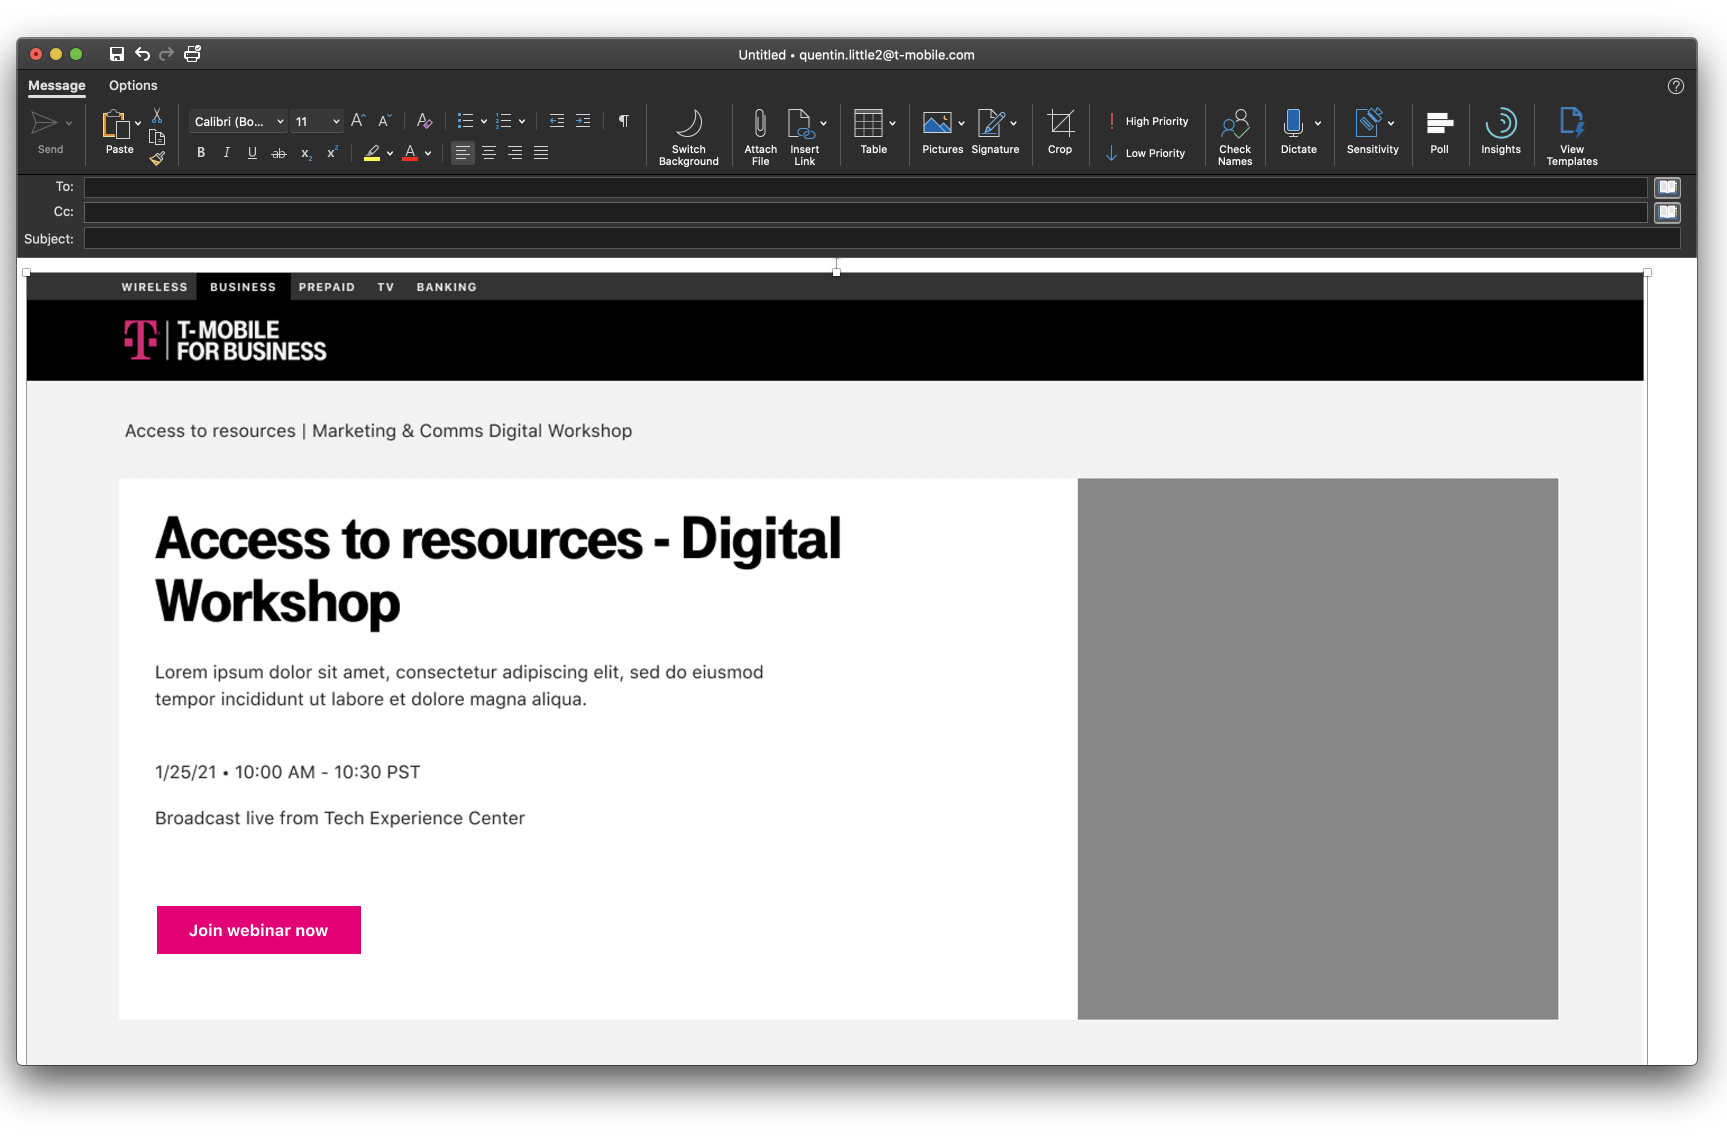 Untitled • quentin.little2@t-mobile.com
Message Options
Send
Paste
Calibri (Bo... 11
B I U ab x₂ x²
A
Switch Background
Attach File
Insert Link
Table
Pictures
Signature
Crop
High Priority
Low Priority
Check Names
Dictate
Sensitivity
Poll
Insights
View Templates
To:
Cc:
Subject:
WIRELESS BUSINESS PREPAID TV BANKING
T T-MOBILE
FOR BUSINESS
Access to resources | Marketing & Comms Digital Workshop
Access to resources - Digital
Workshop
Lorem ipsum dolor sit amet, consectetur adipiscing elit, sed do eiusmod
tempor incididunt ut labore et dolore magna aliqua.
1/25/21 • 10:00 AM - 10:30 PST
Broadcast live from Tech Experience Center
Join webinar now